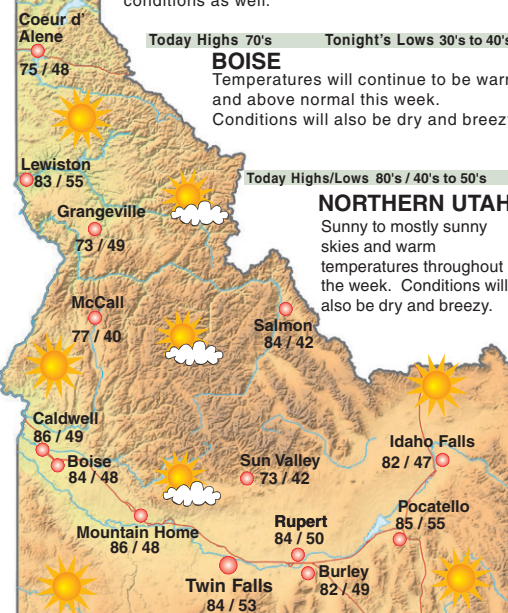 conditions as well.
Coeur d'
Alene
75 / 48
Today Highs 70's Tonight's Lows 30's to 40's
BOISE
Temperatures will continue to be warm
and above normal this week.
Conditions will also be dry and breezy.
Lewiston
83 / 55
Today Highs/Lows 80's / 40's to 50's
Grangeville
73 / 49
NORTHERN UTAH
Sunny to mostly sunny
skies and warm
temperatures throughout
the week. Conditions will
also be dry and breezy.
McCall
77 / 40
Salmon
84 / 42
Caldwell
86 / 49
Boise
84 / 48
Sun Valley
73 / 42
Idaho Falls
82 / 47
Mountain Home
86 / 48
Rupert
84 / 50
Pocatello
85 / 55
Twin Falls
84 / 53
Burley
82 / 49